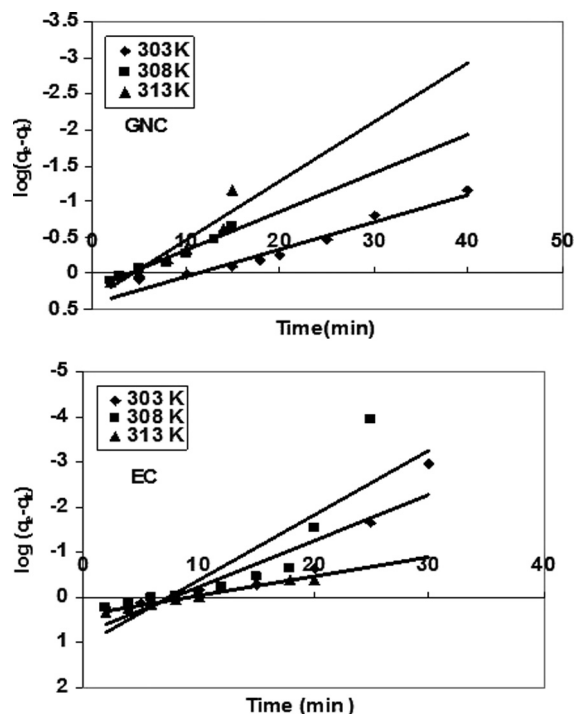 -3.5
-3
-2.5
-2
-1.5
-1
-0.5
0
0.5
log(qe-qt)
303K
308K
313K
GNC
0 10 20 30 40 50
Time(min)
-5
-4
-3
-2
-1
0
1
2
log (qe-qt)
303 K
308 K
313 K
EC
0 10 20 30 40
Time (min )